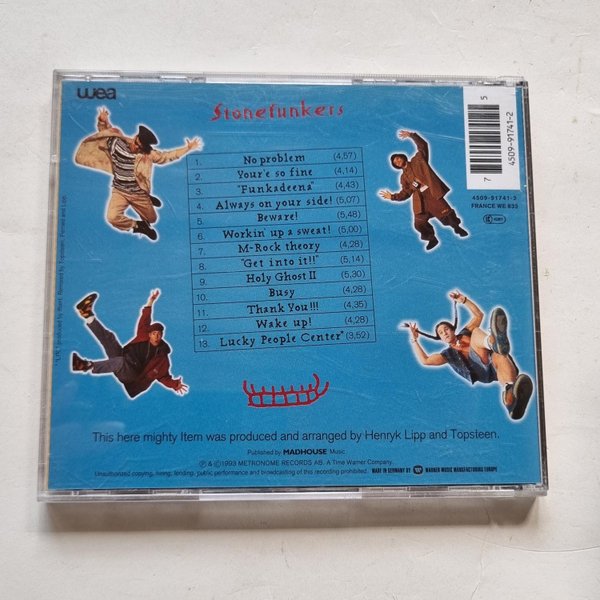 wea
Stonefunkers
1. No problem (4,57)
2. Your'e so fine (4,14)
3. "Funkadeena" (4,43)
4. Always on your side! (5,07)
5. Beware! (5,48)
6. Workin up a sweat! (5,00)
7. M-Rock theory (4,28)
8. "Get into it!!" (5,14)
9. Holy Ghost II (5,30)
10. Busy (4,28)
11. Thank You!!! (4,35)
12. Wake up! (4,28)
13. Lucky People Center* (3,52)
5
7
4509-91741-2
4509-91741-2
FRANCE WE 835
This here mighty Item was produced and arranged by Henryk Lipp and Topsteen.
Published by MADHOUSE Music.
℗ & © 1993 METRONOME RECORDS AB. A Time Warner Company
Unauthorized copying, hiring, lending, public performance and broadcasting of this recording prohibited.
MADE IN GERMANY BY WARNER MUSIC MANUFACTURING EUROPE